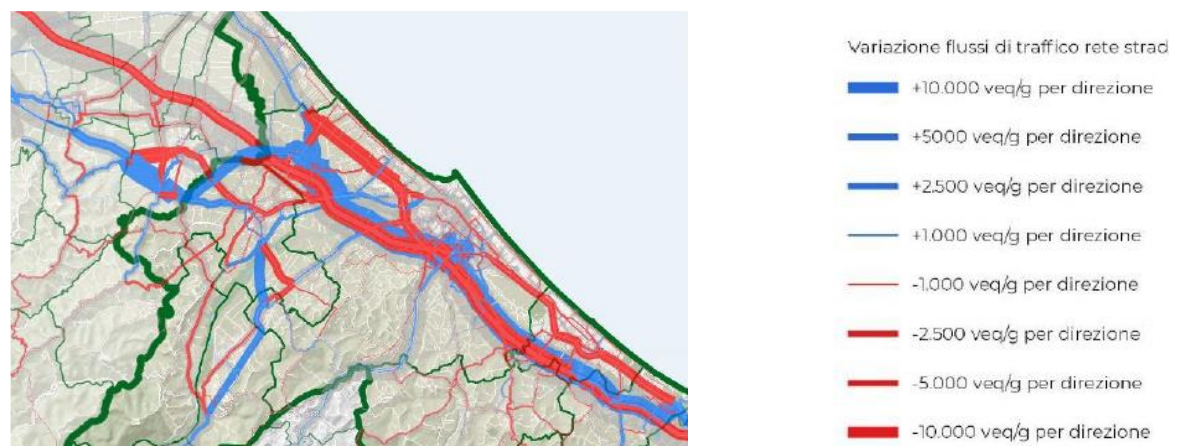 Variazione flussi di traffico rete strad
+10.000 veq/g per direzione
+5000 veq/g per direzione
+2.500 veq/g per direzione
+1.000 veq/g per direzione
-1.000 veq/g per direzione
-2.500 veq/g per direzione
-5.000 veq/g per direzione
-10.000 veq/g per direzione